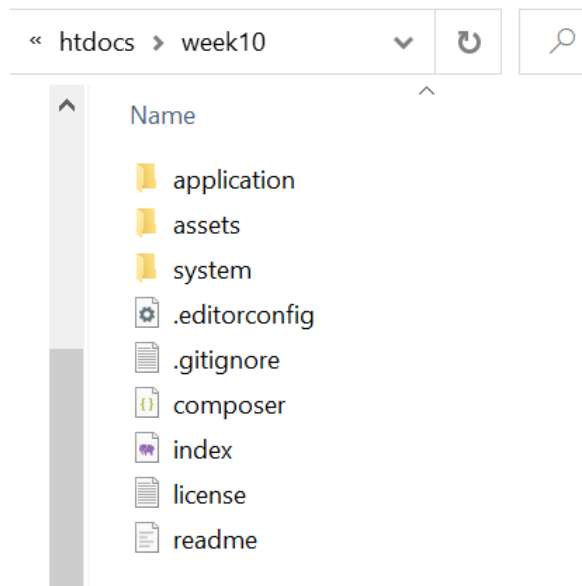 « htdocs > week10
Name
application
assets
system
.editorconfig
.gitignore
composer
index
license
readme